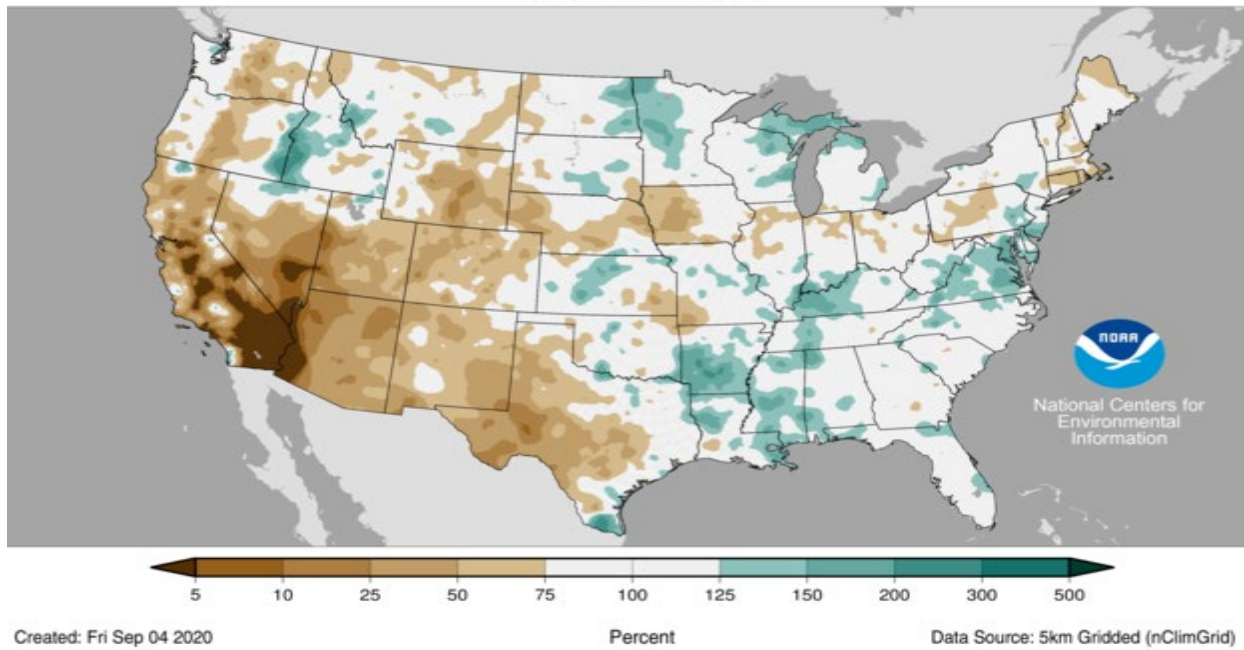 NOAA
National Centers for
Environmental
Information
5 10 25 50 75 100 125 150 200 300 500
Created: Fri Sep 04 2020 Percent Data Source: 5km Gridded (nClimGrid)